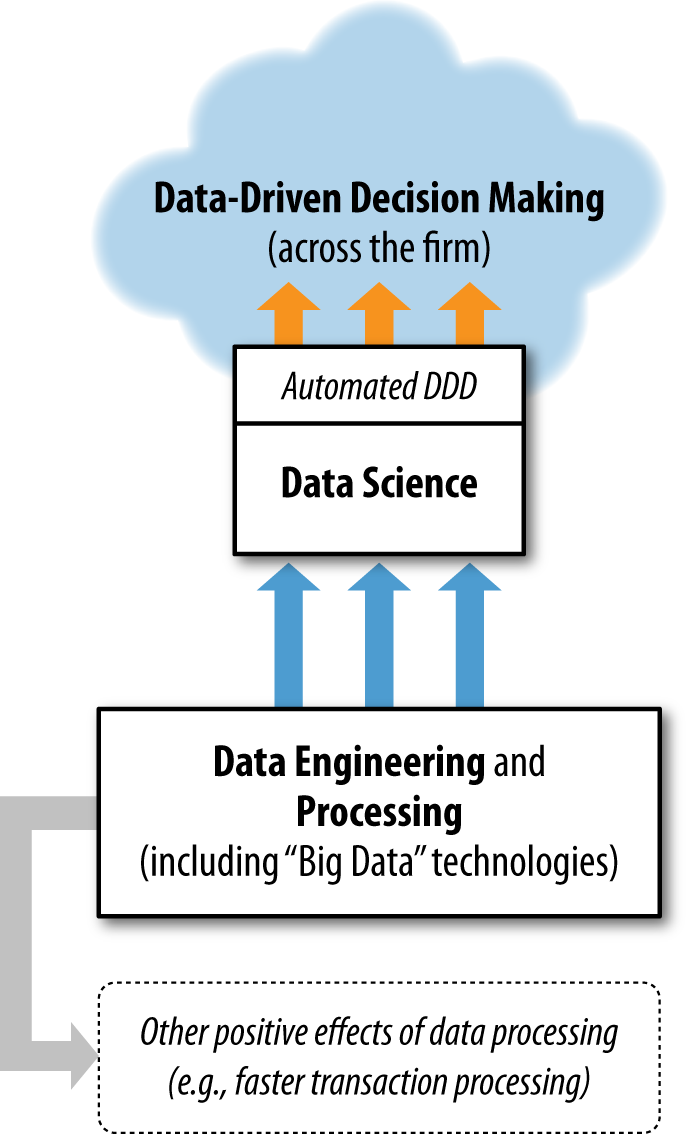 Data-Driven Decision Making
(across the firm)
Automated DDD
Data Science
Data Engineering and
Processing
(including “Big Data” technologies)
Other positive effects of data processing
(e.g., faster transaction processing)